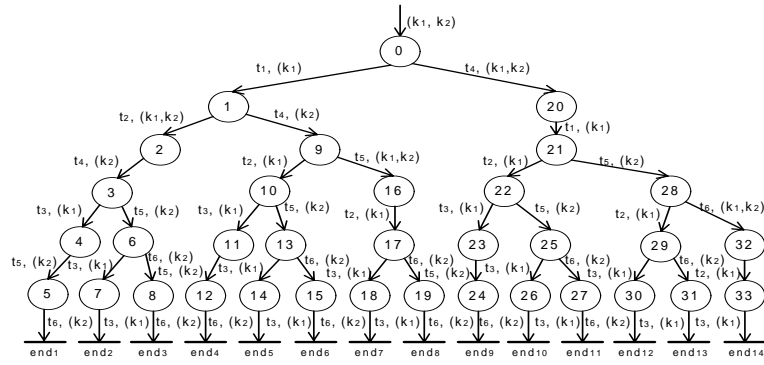 (k1, k2)
0
t1, (k1) t4, (k1,k2)
1 20
t2, (k1,k2) t4, (k2) t1, (k1)
2 9 21
t4, (k2) t2, (k1) t5, (k1,k2) t2, (k1) t5, (k2)
3 10 16 22 28
t3, (k1) t5, (k2) t3, (k1) t5, (k2) t2, (k1) t3, (k1) t5, (k2) t2, (k1) t6, (k1,k2)
4 6 11 13 17 23 25 29 32
t5, (k2) t3, (k1) t6, (k2) t5, (k2) t3, (k1) t6, (k2) t3, (k1) t6, (k2) t5, (k2) t3, (k1) t6, (k2) t3, (k1) t6, (k2) t2, (k1)
5 7 8 12 14 15 18 19 24 26 27 30 31 33
t6, (k2) t3, (k1) t6, (k2) t6, (k2) t3, (k1) t6, (k2) t3, (k1) t6, (k2) t3, (k1) t6, (k2) t3, (k1) t6, (k2) t3, (k1)
end1 end2 end3 end4 end5 end6 end7 end8 end9 end10 end11 end12 end13 end14